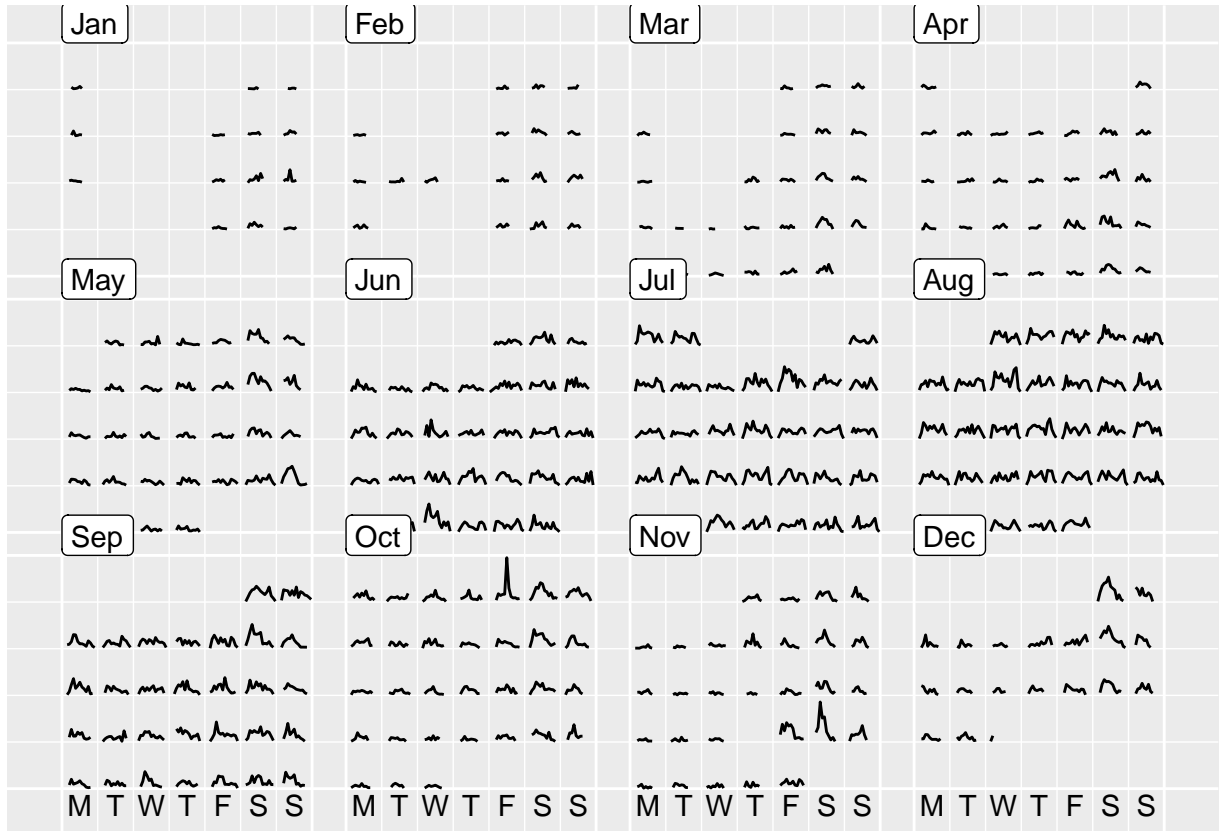 Jan Feb Mar Apr
May Jun Jul Aug
Sep Oct Nov Dec
M T W T F S S M T W T F S S M T W T F S S M T W T F S S